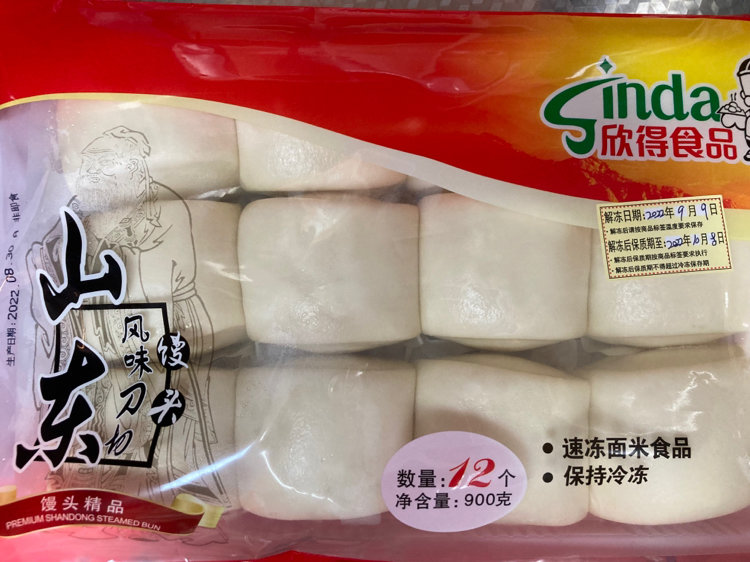 Sinda
欣得食品
解冻日期:2022年9月9日
解冻后请按商品标签温度要求保存
解冻后保质期至:2022年10月8日
·解冻后保质期按商品标签要求执行
·解冻后保质期不得超过冷冻保存期
生产日期:2022.08.30 非即食
山东
风味刀切
馒头
馒头精品
PREMIUM SHANDONG STEAMED BUN
数量:12个
净含量:900克
• 速冻面米食品
• 保持冷冻